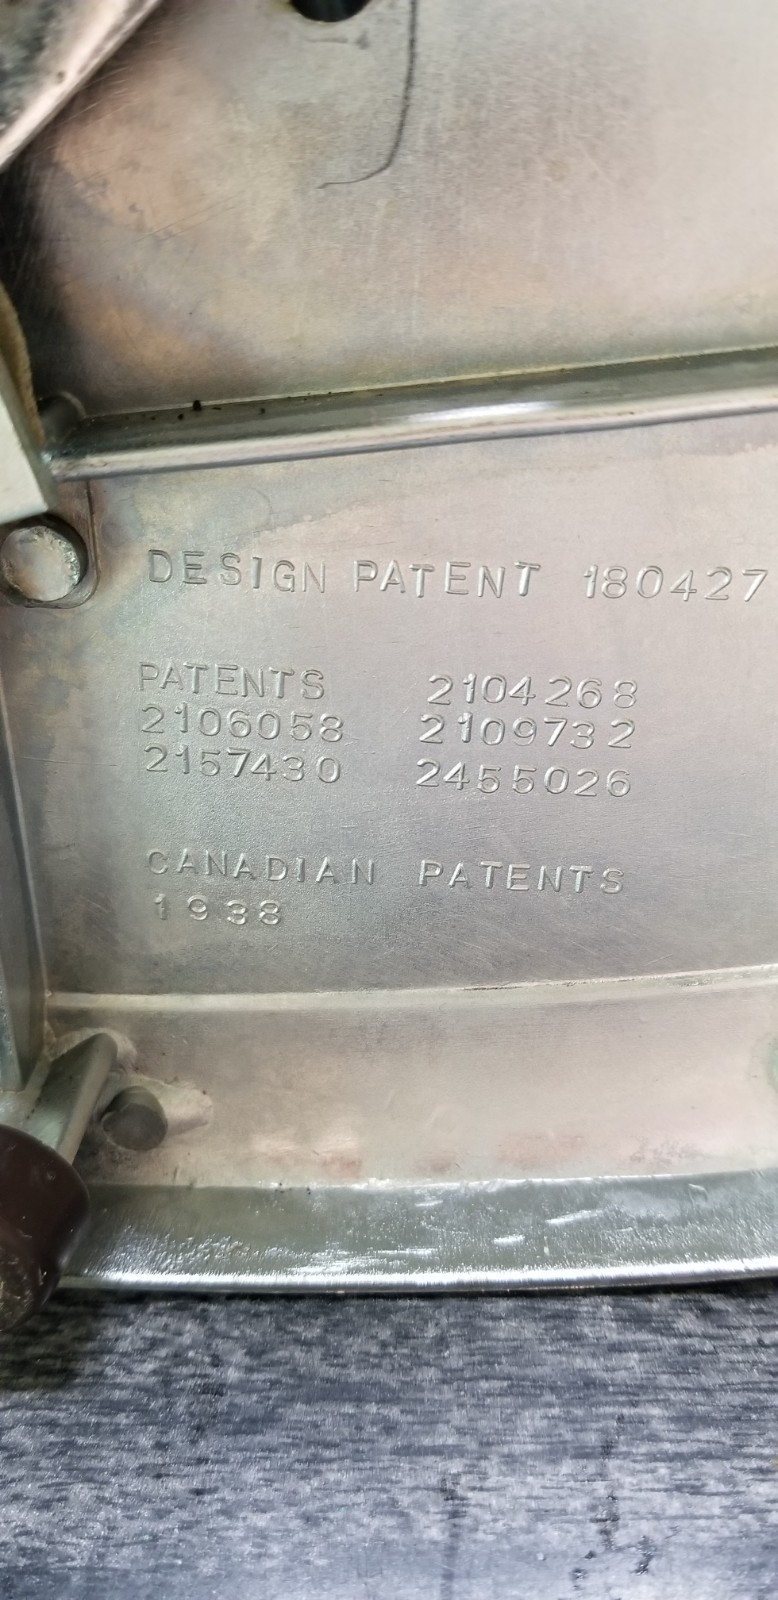 DESIGN PATENT 180427
PATENTS 2104268
2106058 2109732
2157430 2455026
CANADIAN PATENTS
1938